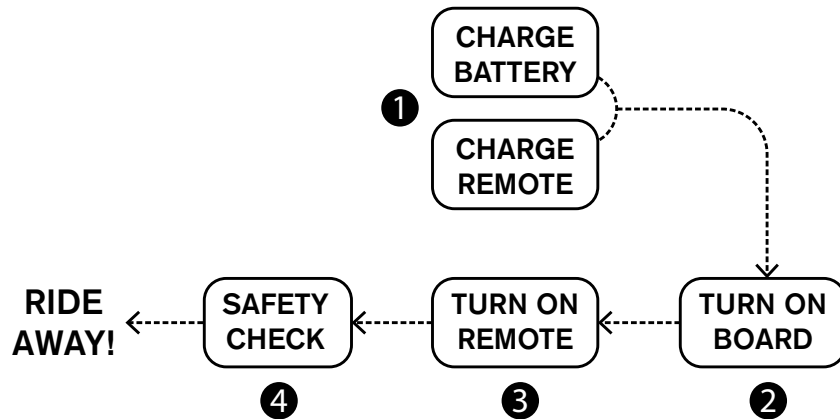 CHARGE
BATTERY
1
CHARGE
REMOTE
TURN ON
BOARD
2
TURN ON
REMOTE
3
SAFETY
CHECK
4
RIDE
AWAY!